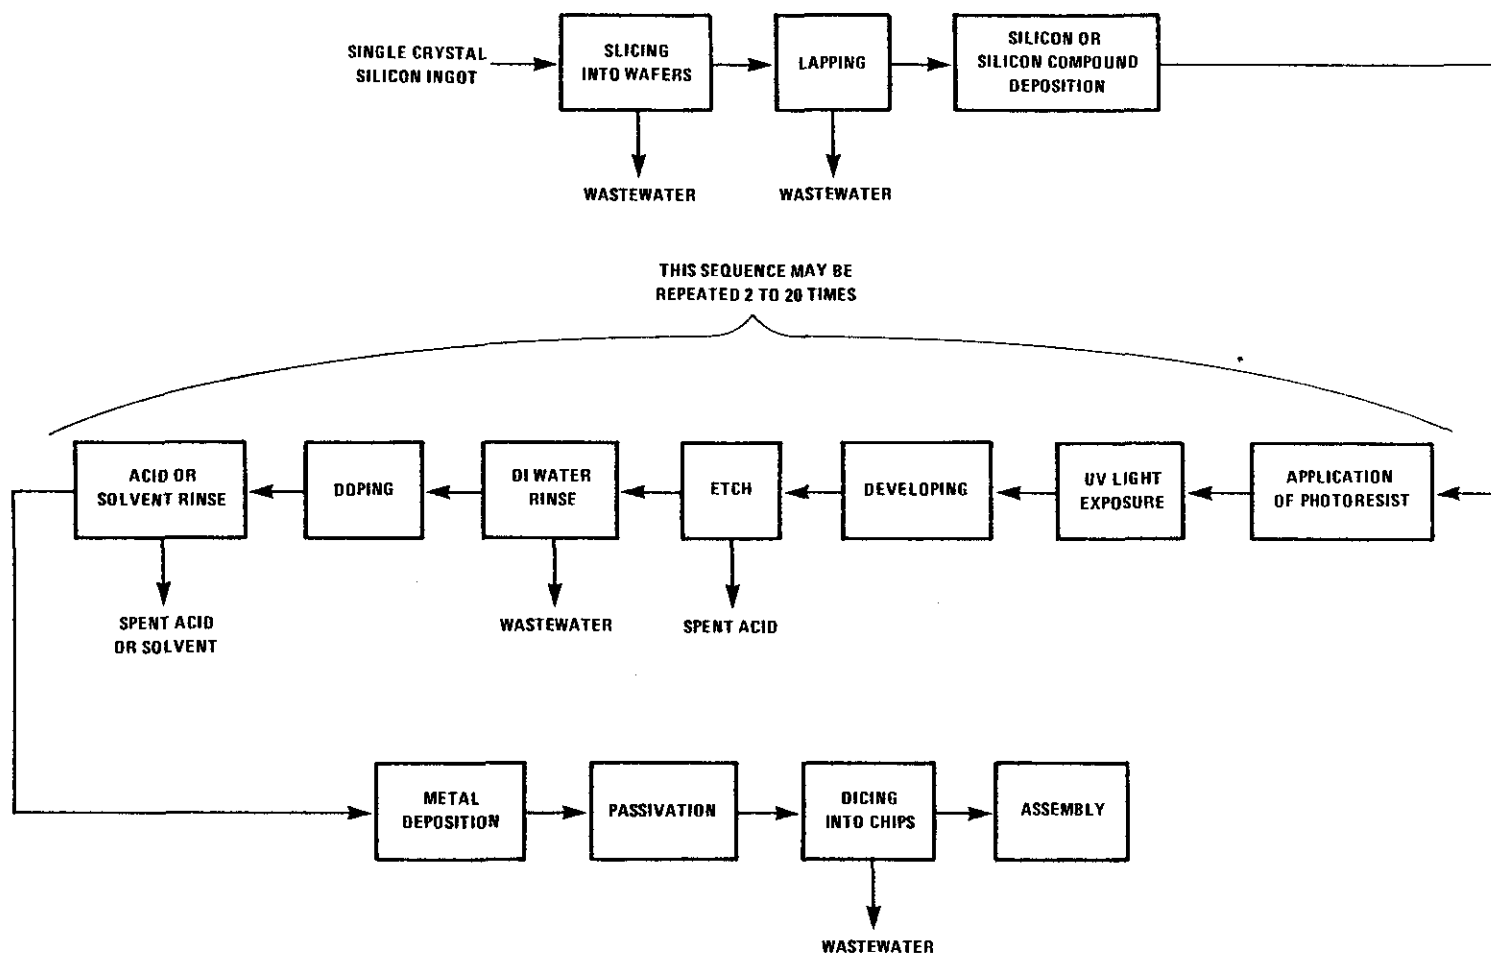 SINGLE CRYSTAL
SILICON INGOT
SLICING
INTO WAFERS
LAPPING
SILICON OR
SILICON COMPOUND
DEPOSITION
WASTEWATER
WASTEWATER
THIS SEQUENCE MAY BE
REPEATED 2 TO 20 TIMES
ACID OR
SOLVENT RINSE
DOPING
DI WATER
RINSE
ETCH
DEVELOPING
UV LIGHT
EXPOSURE
APPLICATION
OF PHOTORESIST
SPENT ACID
OR SOLVENT
WASTEWATER
SPENT ACID
METAL
DEPOSITION
PASSIVATION
DICING
INTO CHIPS
ASSEMBLY
WASTEWATER